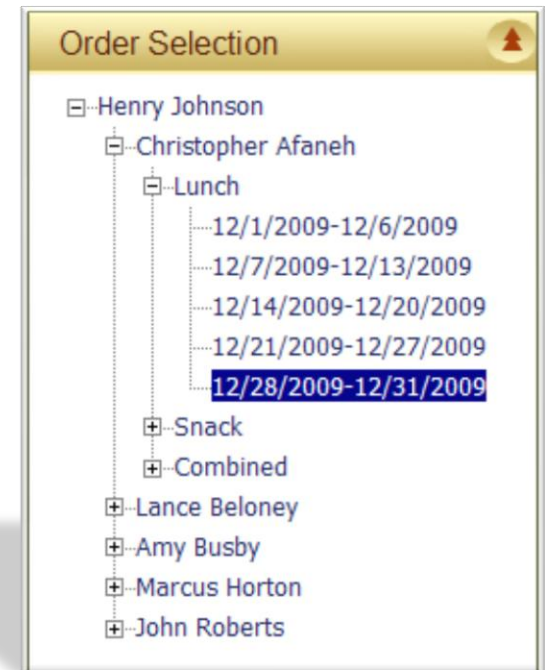 Order Selection
Henry Johnson
Christopher Afaneh
Lunch
12/1/2009-12/6/2009
12/7/2009-12/13/2009
12/14/2009-12/20/2009
12/21/2009-12/27/2009
12/28/2009-12/31/2009
Snack
Combined
Lance Beloney
Amy Busby
Marcus Horton
John Roberts